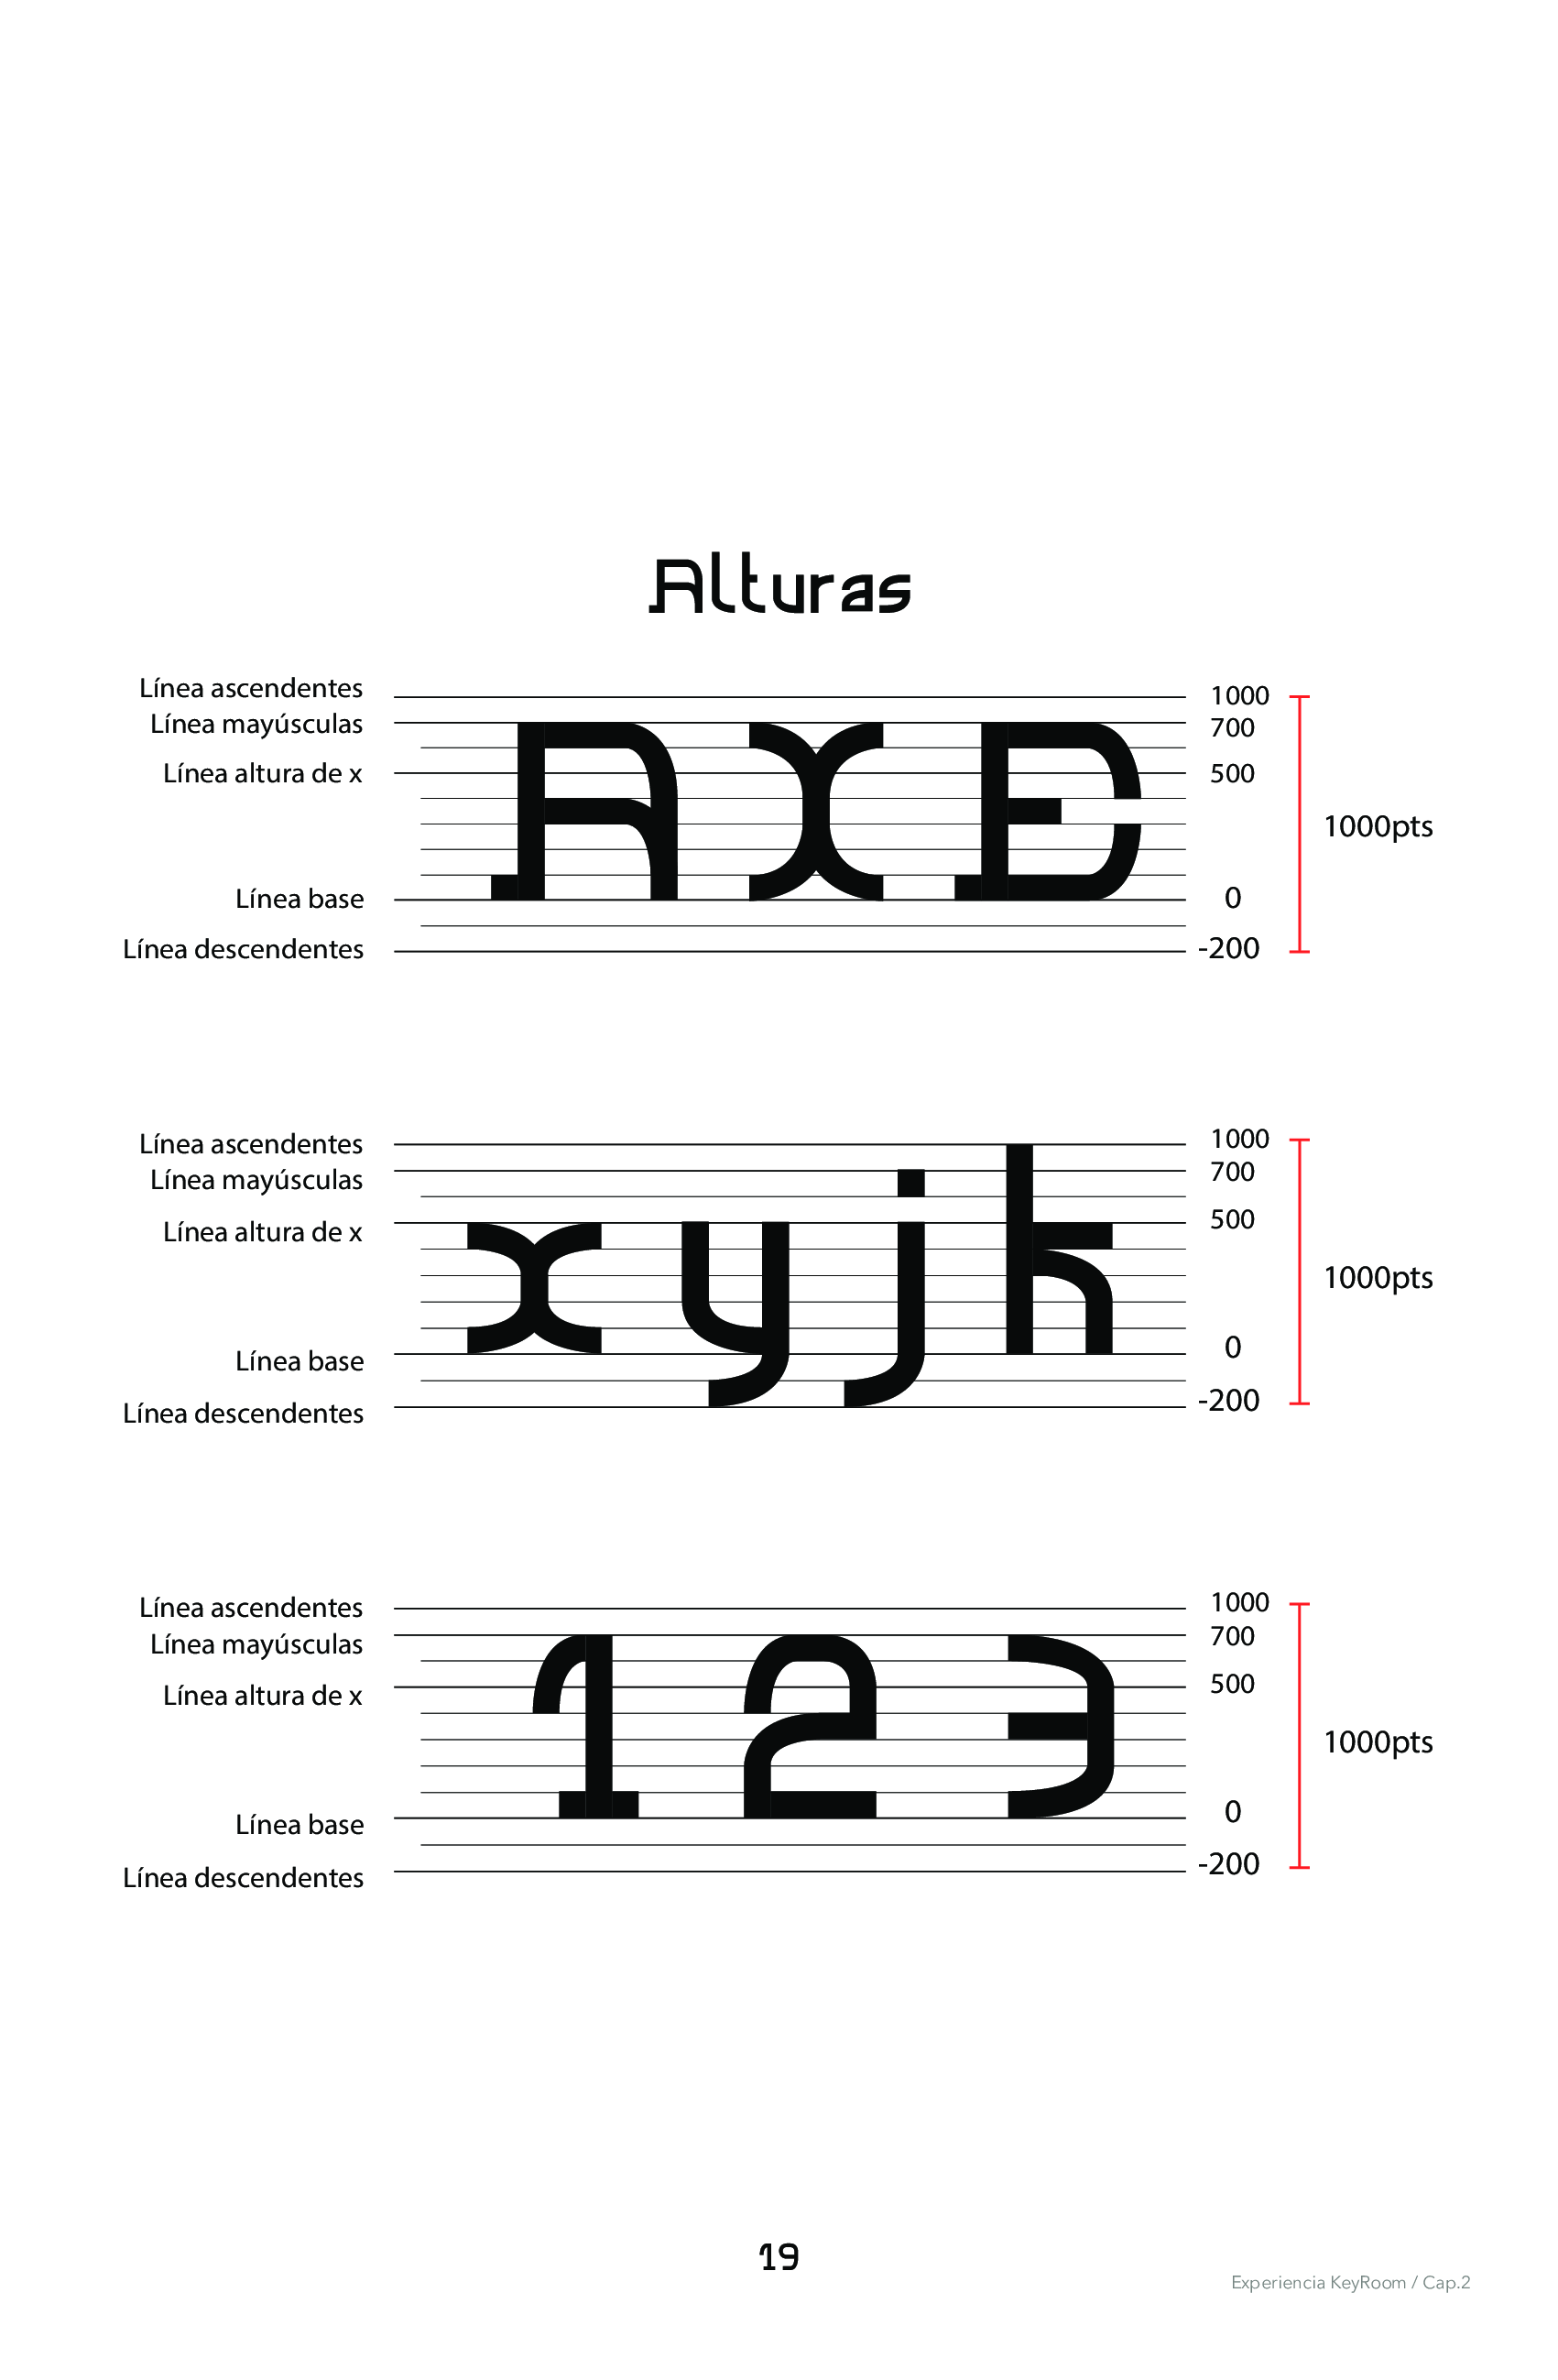 Alturas
Línea ascendentes 1000
Línea mayúsculas 700
Línea altura de x 500
A X E
1000pts
Línea base 0
Línea descendentes -200
Línea ascendentes 1000
Línea mayúsculas 700
Línea altura de x 500
x y j k
1000pts
Línea base 0
Línea descendentes -200
Línea ascendentes 1000
Línea mayúsculas 700
Línea altura de x 500
1 2 3
1000pts
Línea base 0
Línea descendentes -200
19
Experiencia KeyRoom / Cap.2